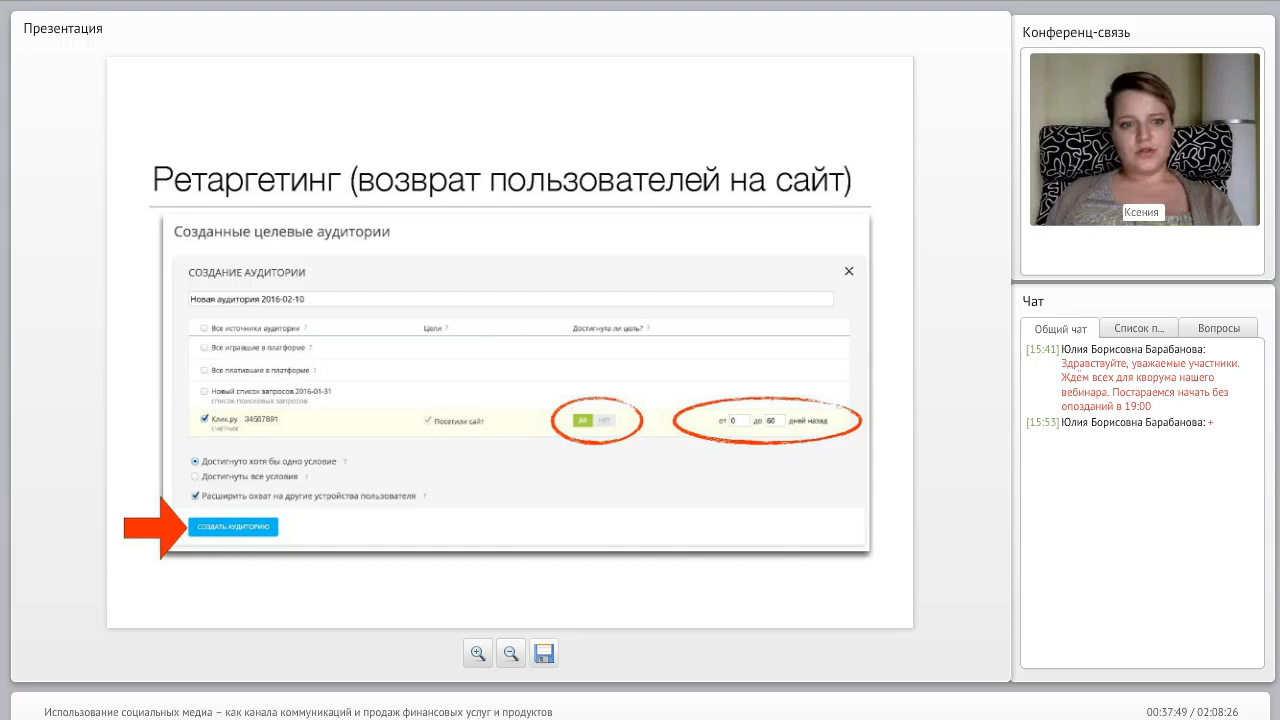 Презентация
Ретаргетинг (возврат пользователей на сайт)
Созданные целевые аудитории
СОЗДАНИЕ АУДИТОРИИ
Новая аудитория 2016-02-10
Все источники аудитории ? Цели ? Достигнута ли цель? ?
Все игравшие в платформе ?
Все платившие в платформе ?
Новый список запросов 2016-01-31
список поисковых запросов
Клик.ру 34587891 Посетили сайт ДА НЕТ от 0 до 60 дней назад
СЧЕТЧИК
Достигнуто хотя бы одно условие ?
Достигнуты все условия ?
Расширить охват на другие устройства пользователя ?
СОЗДАТЬ АУДИТОРИЮ
Конференц-связь
Ксения
Чат
Общий чат Список п... Вопросы
[15:41] Юлия Борисовна Барабанова:
Здравствуйте, уважаемые участники.
Ждём всех для кворума нашего
вебинара. Постараемся начать без
опозданий в 19:00
[15:53] Юлия Борисовна Барабанова: +
Использование социальных медиа – как канала коммуникаций и продаж финансовых услуг и продуктов
00:37:49 / 02:08:26